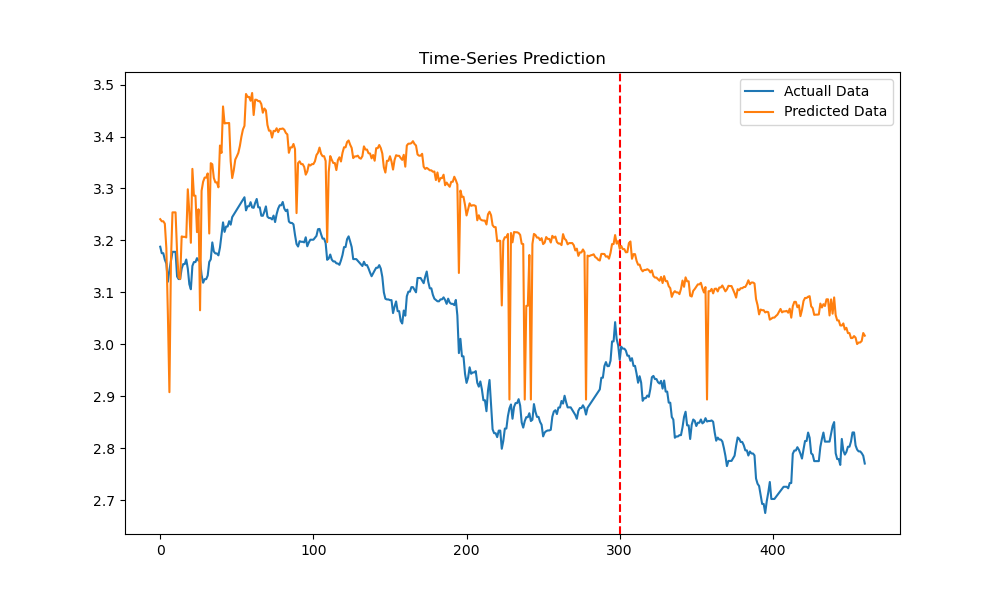 Time-Series Prediction
Actuall Data
Predicted Data
3.5
3.4
3.3
3.2
3.1
3.0
2.9
2.8
2.7
0 100 200 300 400